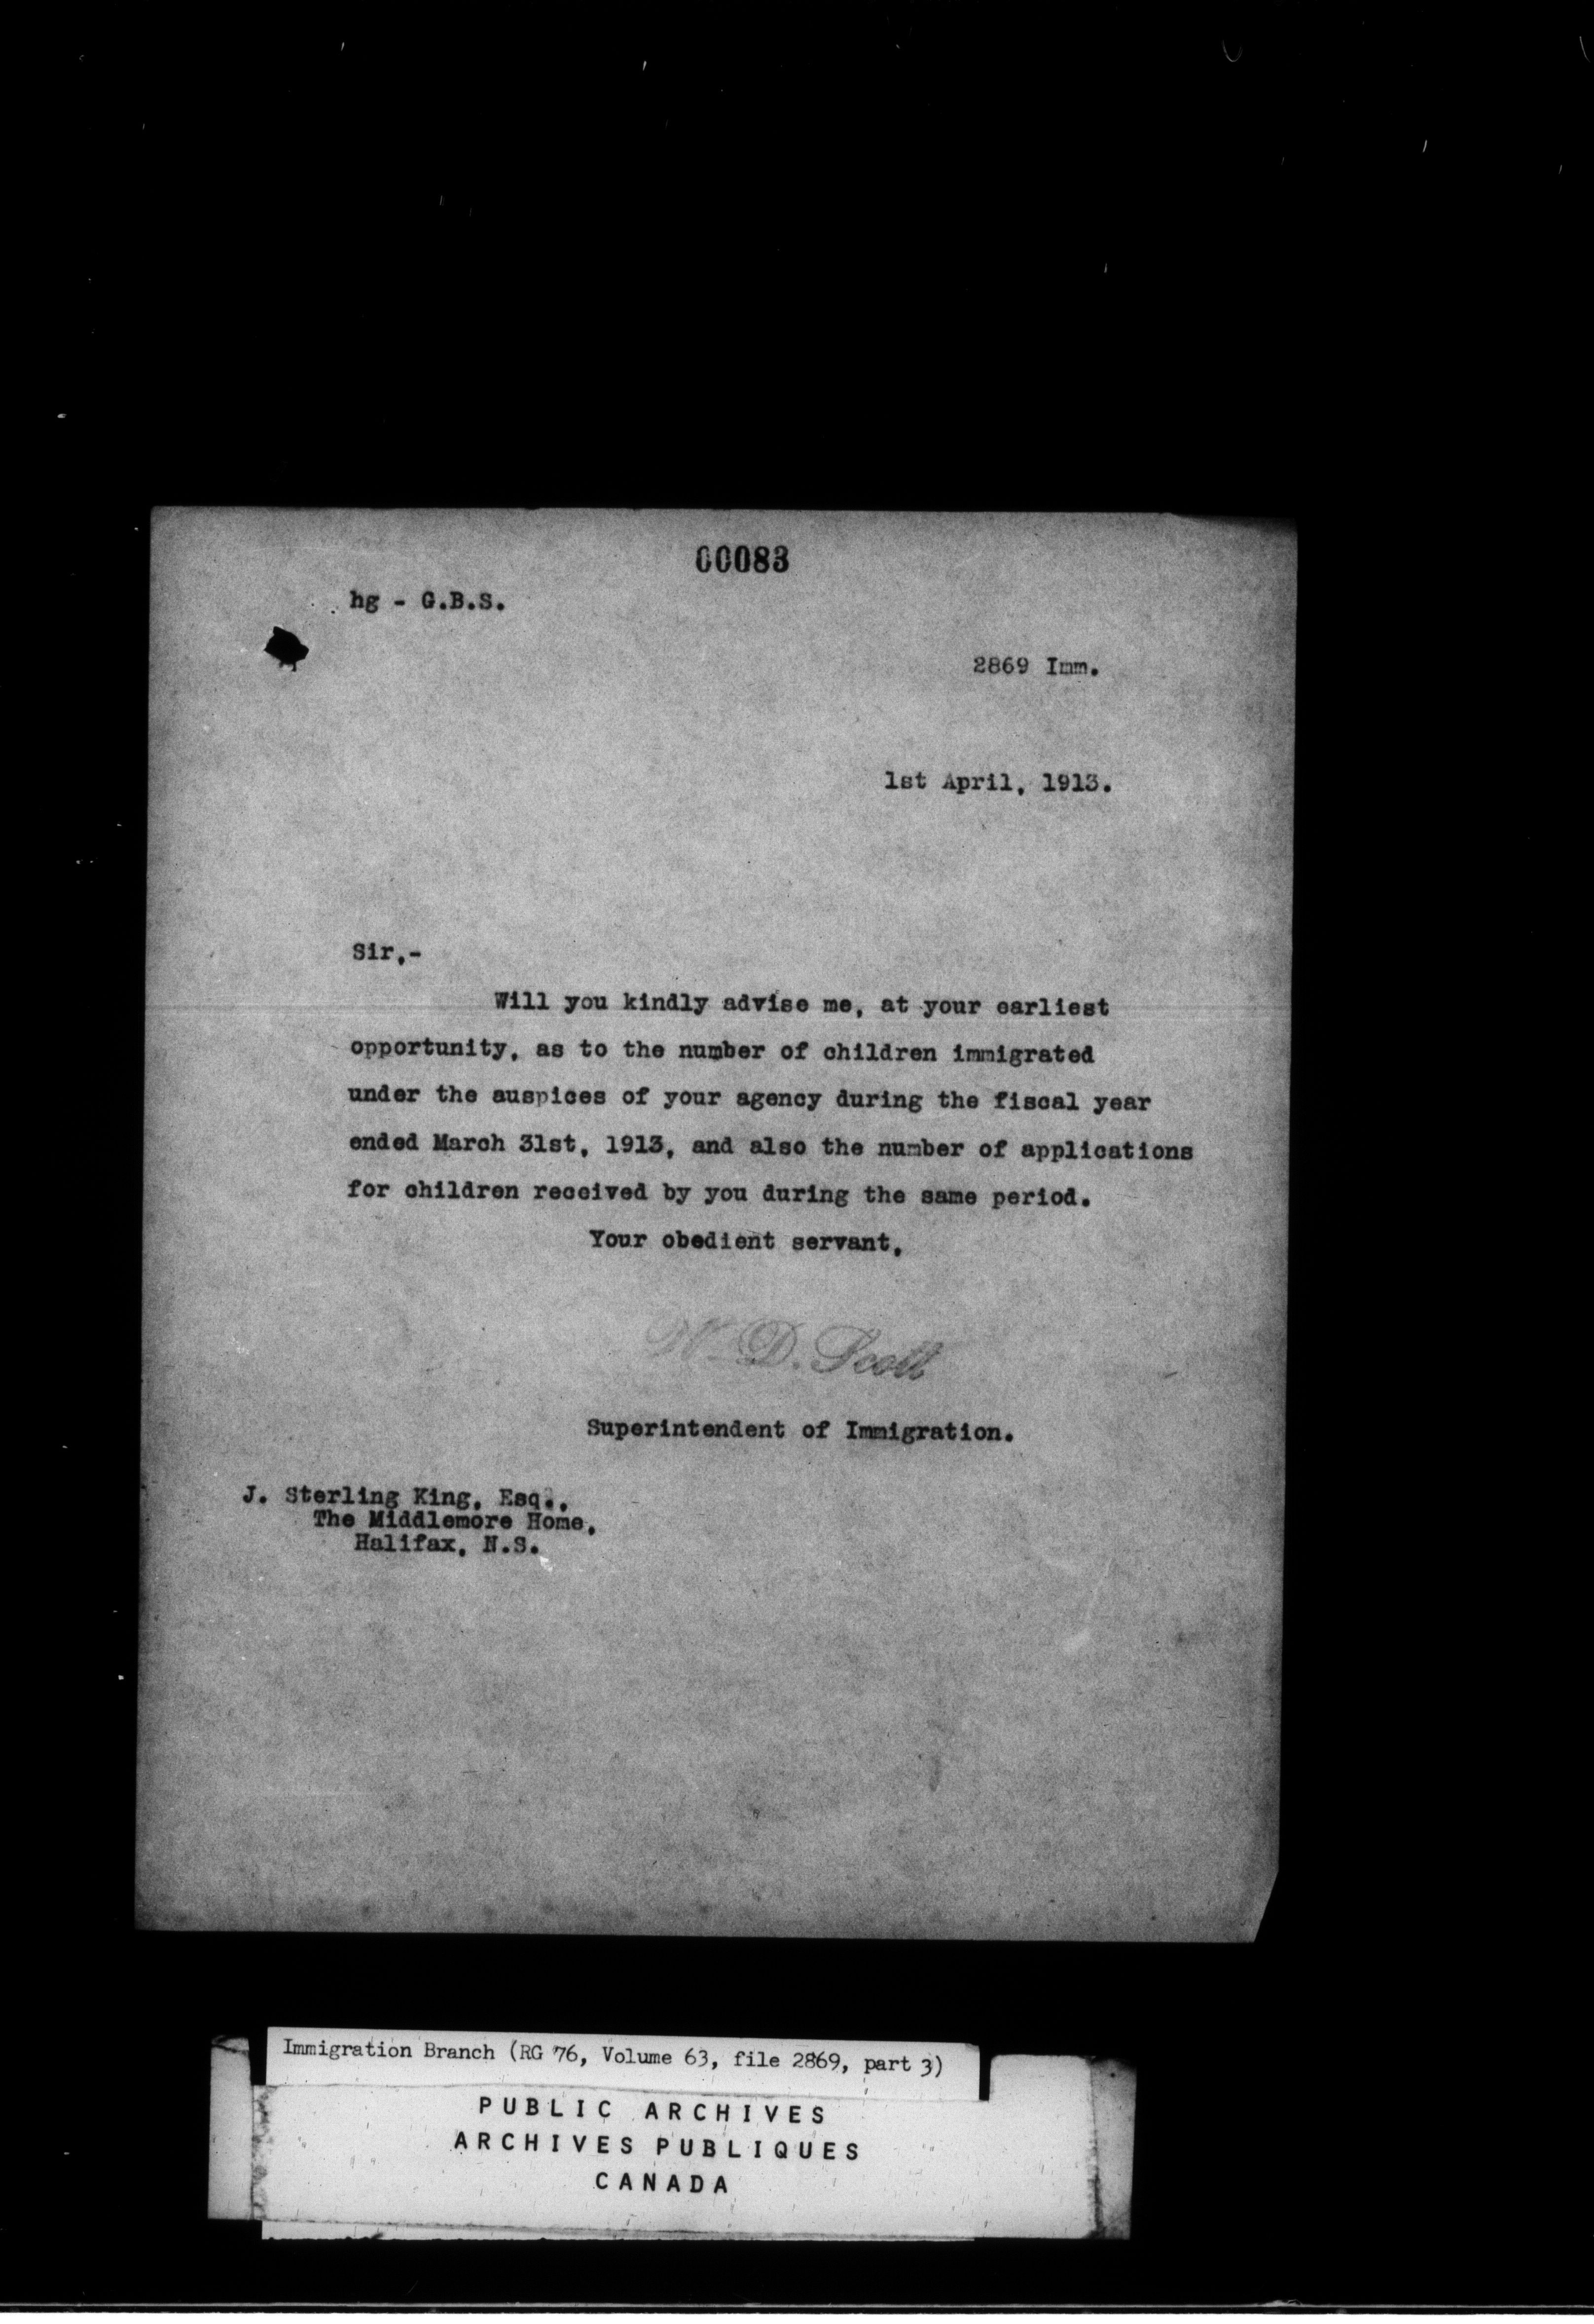 00083
hg - G.B.S.
2869 Imm.
1st April, 1913.
Sir,-
Will you kindly advise me, at your earliest
opportunity, as to the number of children immigrated
under the auspices of your agency during the fiscal year
ended March 31st, 1913, and also the number of applications
for children received by you during the same period.
Your obedient servant,
W. D. Scott
Superintendent of Immigration.
J. Sterling King, Esq.,
The Middlemore Home,
Halifax, N.S.
Immigration Branch (RG 76, Volume 63, file 2869, part 3)
PUBLIC ARCHIVES
ARCHIVES PUBLIQUES
CANADA